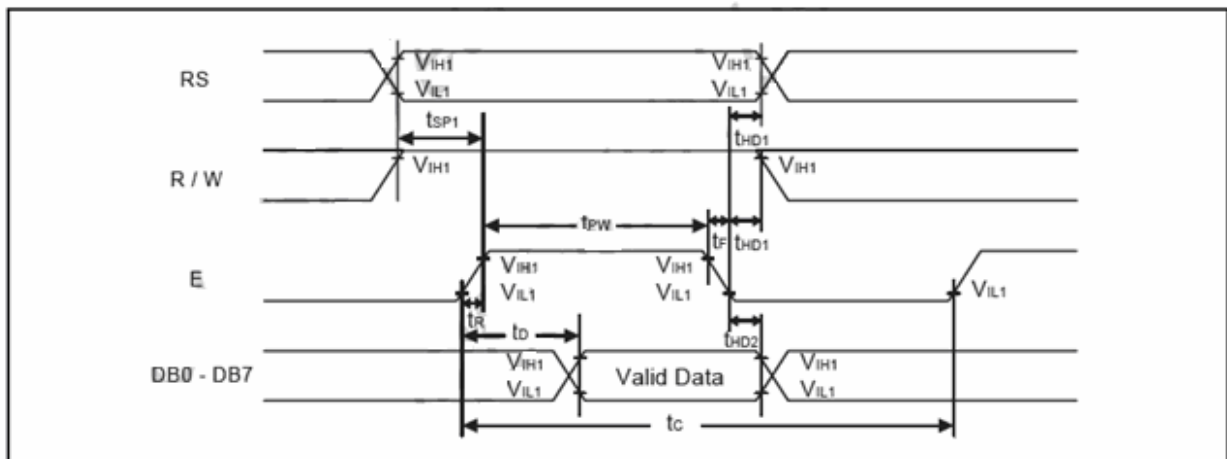 RS VIH1 VIH1
VIL1 VIL1
tSP1 tHD1
R / W VIH1 VIH1
tPW tF tHD1
E VIH1 VIH1
VIL1 VIL1 VIL1
tR tD tHD2
DB0 - DB7 VIH1 Valid Data VIH1
VIL1 VIL1
tC